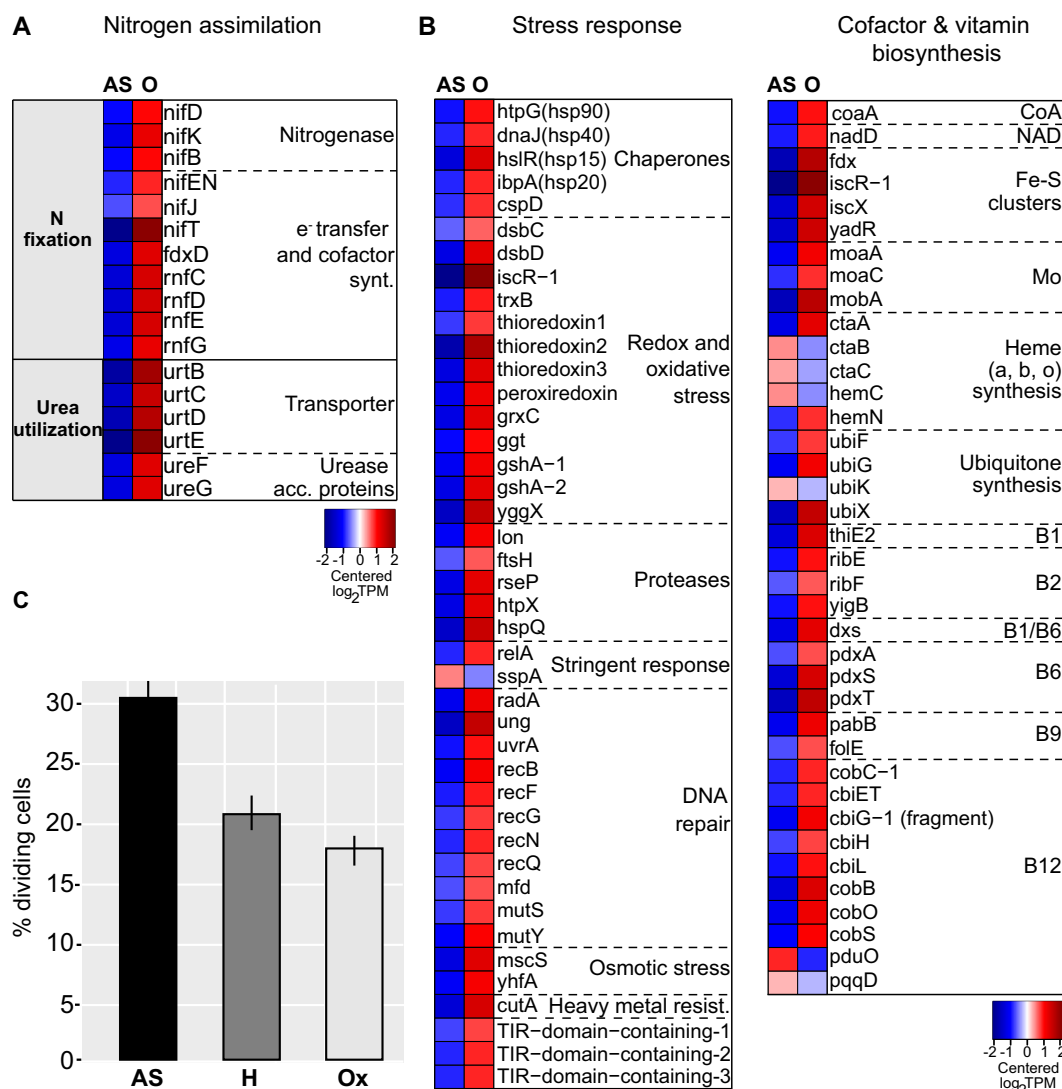 A
Nitrogen assimilation
AS O
N
fixation
Urea
utilization
nifD
nifK
nifB
nifEN
nifJ
nifT
fdxD
rnfC
rnfD
rnfE
rnfG
urtB
urtC
urtD
urtE
ureF
ureG
Nitrogenase
e- transfer
and cofactor
synt.
Transporter
Urease
acc. proteins
-2 -1 0 1 2
Centered
log2TPM
B
Stress response
AS O
htpG(hsp90)
dnaJ(hsp40)
hslR(hsp15)
ibpA(hsp20)
cspD
dsbC
dsbD
iscR−1
trxB
thioredoxin1
thioredoxin2
thioredoxin3
peroxiredoxin
grxC
ggt
gshA−1
gshA−2
yggX
lon
ftsH
rseP
htpX
hspQ
relA
sspA
radA
ung
uvrA
recB
recF
recG
recN
recQ
mfd
mutS
mutY
mscS
yhfA
cutA
TIR−domain−containing−1
TIR−domain−containing−2
TIR−domain−containing−3
Chaperones
Redox and
oxidative
stress
Proteases
Stringent response
DNA
repair
Osmotic stress
Heavy metal resist.
Cofactor & vitamin
biosynthesis
AS O
coaA
nadD
fdx
iscR−1
iscX
yadR
moaA
moaC
mobA
ctaA
ctaB
ctaC
hemC
hemN
ubiF
ubiG
ubiK
ubiX
thiE2
ribE
ribF
yigB
dxs
pdxA
pdxS
pdxT
pabB
folE
cobC−1
cbiET
cbiG−1 (fragment)
cbiH
cbiL
cobB
cobO
cobS
pduO
pqqD
CoA
NAD
Fe-S
clusters
Mo
Heme
(a, b, o)
synthesis
Ubiquitone
synthesis
B1
B2
B1/B6
B6
B9
B12
-2 -1 0 1 2
Centered
log2TPM
C
% dividing cells
30
25
20
15
10
5
0
AS H Ox